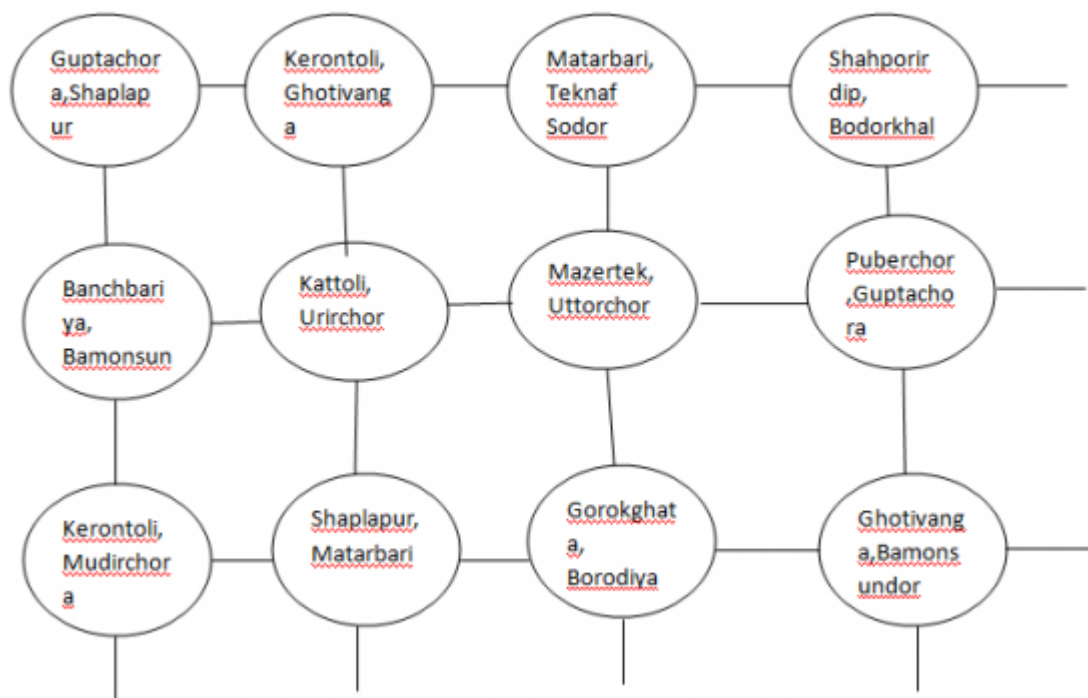 Guptachor
a,Shaplap
ur
Kerontoli,
Ghotivang
a
Matarbari,
Teknaf
Sodor
Shahporir
dip,
Bodorkhal
Banchbari
ya,
Bamonsun
Kattoli,
Urirchor
Mazertek,
Uttorchor
Puberchor
,Guptacho
ra
Kerontoli,
Mudirchor
a
Shaplapur,
Matarbari
Gorokghat
a,
Borodiya
Ghotivang
a,Bamons
undor